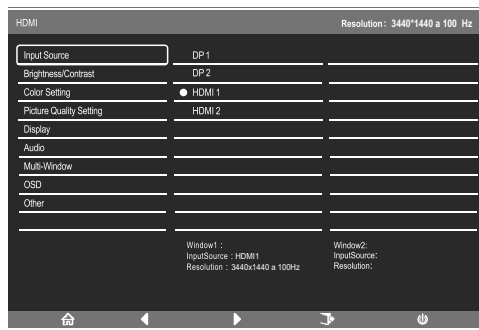 HDMI
Resolution: 3440*1440 a 100 Hz
Input Source
DP 1
Brightness/Contrast
DP 2
Color Setting
HDMI 1
Picture Quality Setting
HDMI 2
Display
Audio
Multi-Window
OSD
Other
Window1 :
InputSource : HDMI1
Resolution : 3440x1440 a 100Hz
Window2:
InputSource:
Resolution: